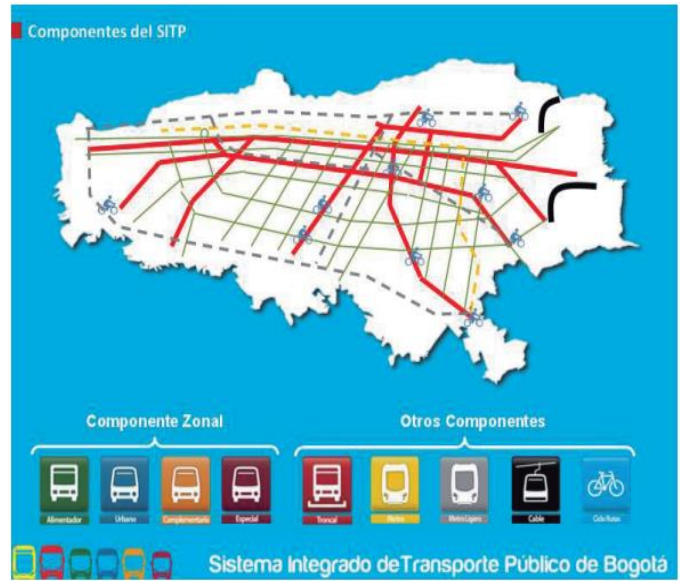 Componentes del SITP
Componente Zonal
Otros Componentes
Alimentador
Urbano
Complementario
Especial
Troncal
Metro
Metro Ligero
Cable
Ciclo Rutas
Sistema Integrado deTransporte Público de Bogotá